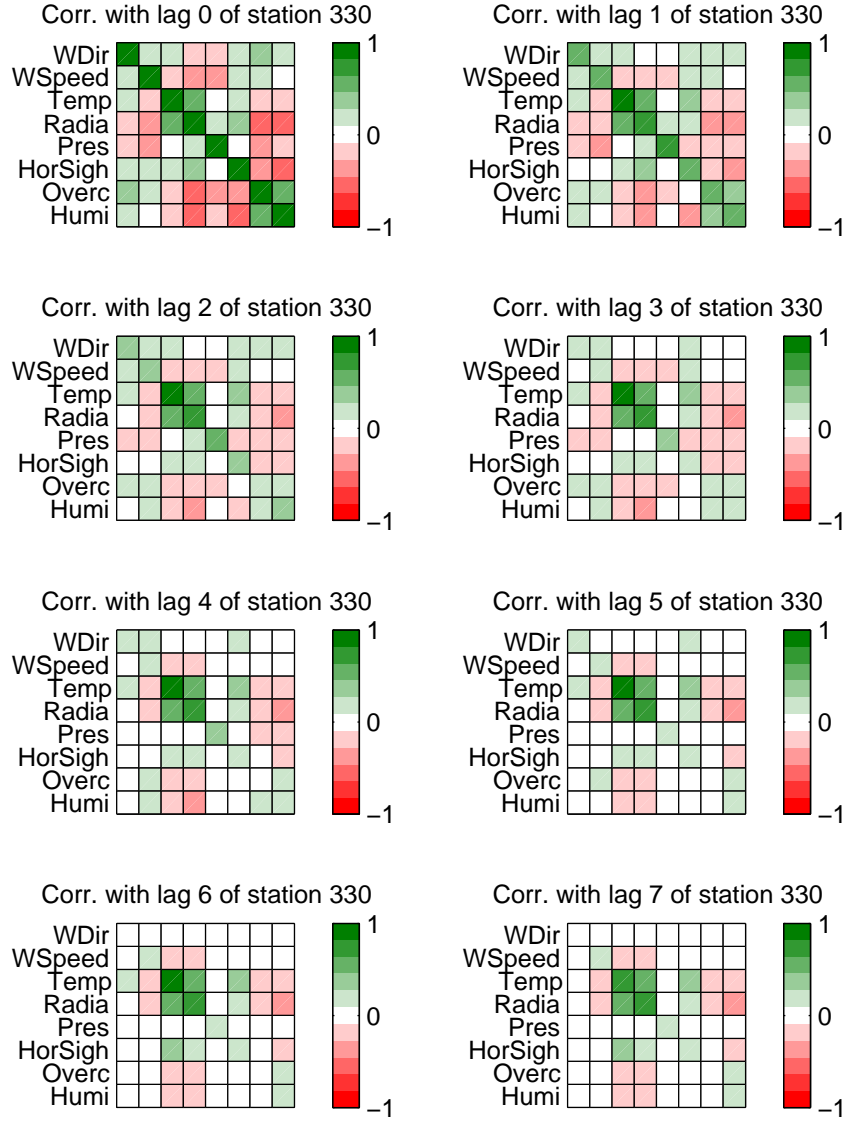 Corr. with lag 0 of station 330
WDir
WSpeed
Temp
Radia
Pres
HorSigh
Overc
Humi
1
0
−1
Corr. with lag 1 of station 330
WDir
WSpeed
Temp
Radia
Pres
HorSigh
Overc
Humi
1
0
−1
Corr. with lag 2 of station 330
WDir
WSpeed
Temp
Radia
Pres
HorSigh
Overc
Humi
1
0
−1
Corr. with lag 3 of station 330
WDir
WSpeed
Temp
Radia
Pres
HorSigh
Overc
Humi
1
0
−1
Corr. with lag 4 of station 330
WDir
WSpeed
Temp
Radia
Pres
HorSigh
Overc
Humi
1
0
−1
Corr. with lag 5 of station 330
WDir
WSpeed
Temp
Radia
Pres
HorSigh
Overc
Humi
1
0
−1
Corr. with lag 6 of station 330
WDir
WSpeed
Temp
Radia
Pres
HorSigh
Overc
Humi
1
0
−1
Corr. with lag 7 of station 330
WDir
WSpeed
Temp
Radia
Pres
HorSigh
Overc
Humi
1
0
−1